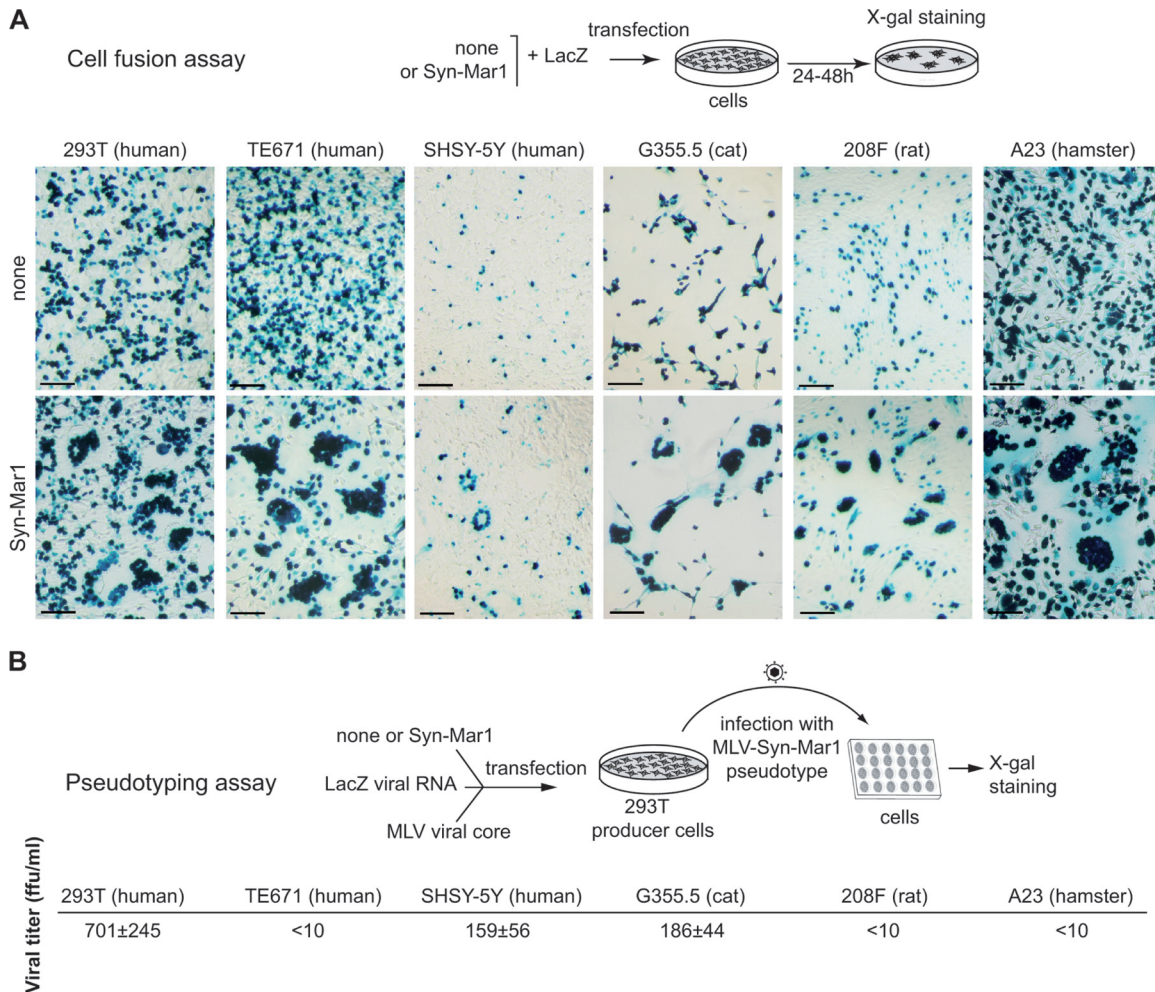 A
Cell fusion assay
none
or Syn-Mar1
+ LacZ
transfection
cells
24-48h
X-gal staining
293T (human) TE671 (human) SHSY-5Y (human) G355.5 (cat) 208F (rat) A23 (hamster)
none
Syn-Mar1
B
Pseudotyping assay
none or Syn-Mar1
LacZ viral RNA
MLV viral core
transfection
293T
producer cells
infection with
MLV-Syn-Mar1
pseudotype
cells
X-gal
staining
Viral titer (ffu/ml)
293T (human) TE671 (human) SHSY-5Y (human) G355.5 (cat) 208F (rat) A23 (hamster)
701±245 <10 159±56 186±44 <10 <10